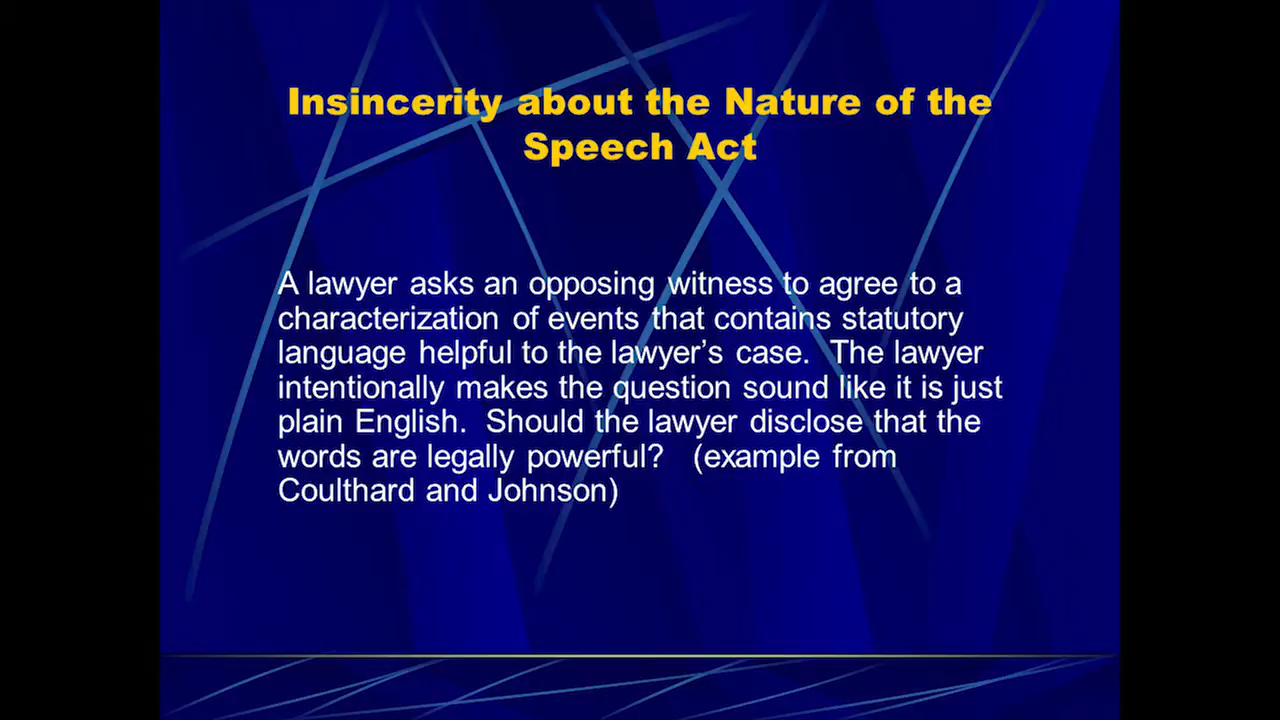 Insincerity about the Nature of the
Speech Act
A lawyer asks an opposing witness to agree to a
characterization of events that contains statutory
language helpful to the lawyer’s case.  The lawyer
intentionally makes the question sound like it is just
plain English.  Should the lawyer disclose that the
words are legally powerful?   (example from
Coulthard and Johnson)